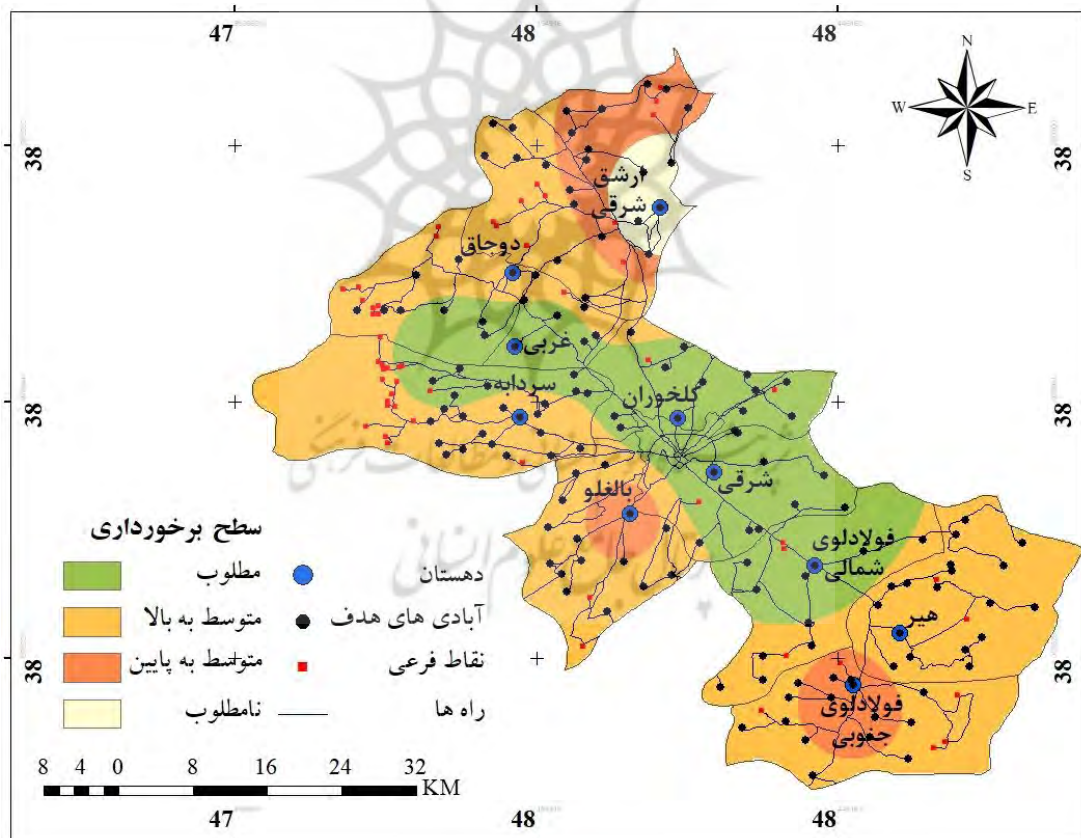 47 48 48
N
W E
S
38 38
ارشق
شرقی
دوجاق
غربی
سردابه
کلخوران
38 38
شرقی
بالغلو
فولادلوی
شمالی
هیر
38 38
فولادلوی
جغوبی
سطح برخورداری
مطلوب
متوسط به بالا
متوسط به پایین
نامطلوب
دهستان
آبادی های هدف
نقاط فرعی
راه ها
8 4 0 8 16 24 32
KM
47 48 48